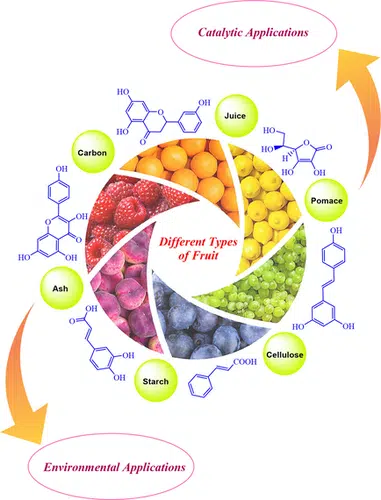 Catalytic Applications
Juice
HO
O
OH
OH
O
Carbon
HO
HO
O
O
H
HO
OH
Pomace
OH
OH
O
O
HO
OH
Different Types
of Fruit
OH
HO
OH
Ash
O
OH
OH
OH
Starch
COOH
Cellulose
Environmental Applications